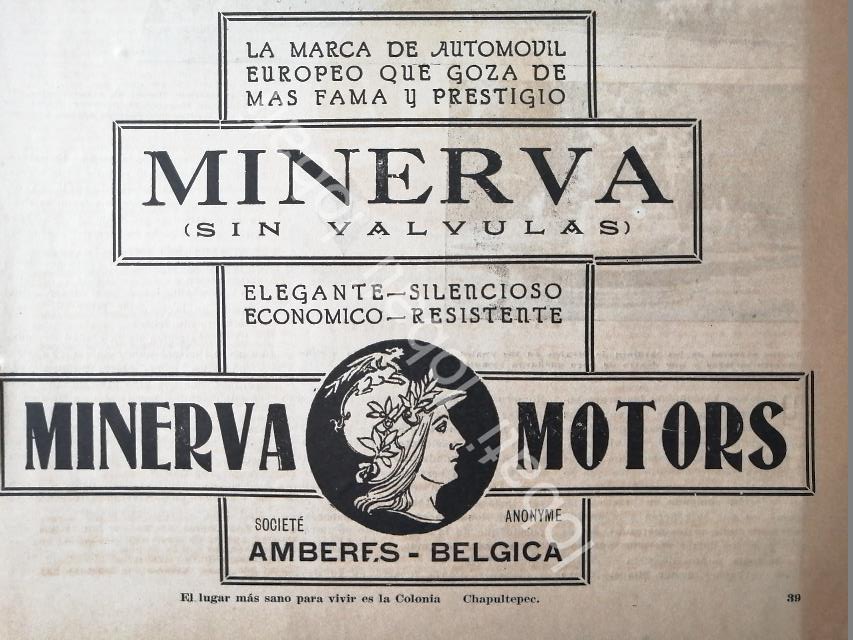 LA MARCA DE AUTOMOVIL
EUROPEO QUE GOZA DE
MAS FAMA y PRESTIGIO
MINERVA
(SIN VALVULAS)
ELEGANTE—SILENCIOSO
ECONOMICO—RESISTENTE
MINERVA MOTORS
SOCIETÉ ANONYME
AMBERES - BELGICA
El lugar más sano para vivir es la Colonia Chapultepec.
39